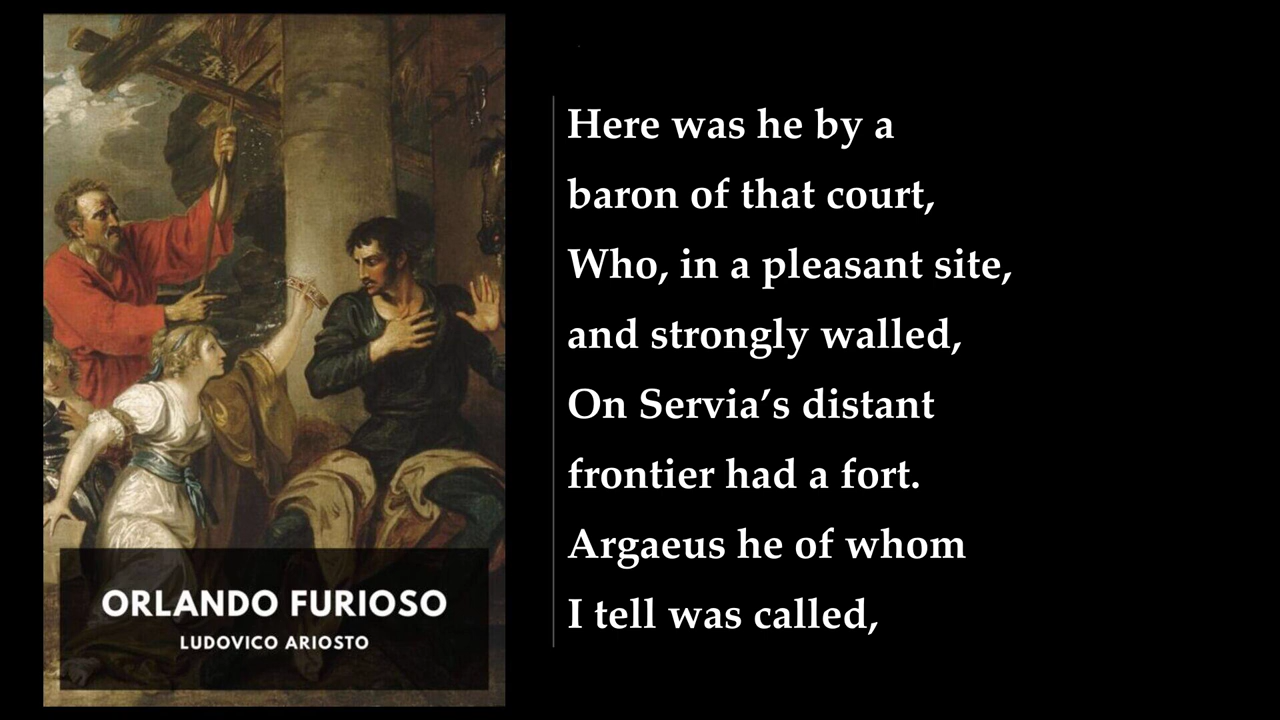 ORLANDO FURIOSO
LUDOVICO ARIOSTO
Here was he by a
baron of that court,
Who, in a pleasant site,
and strongly walled,
On Servia’s distant
frontier had a fort.
Argaeus he of whom
I tell was called,